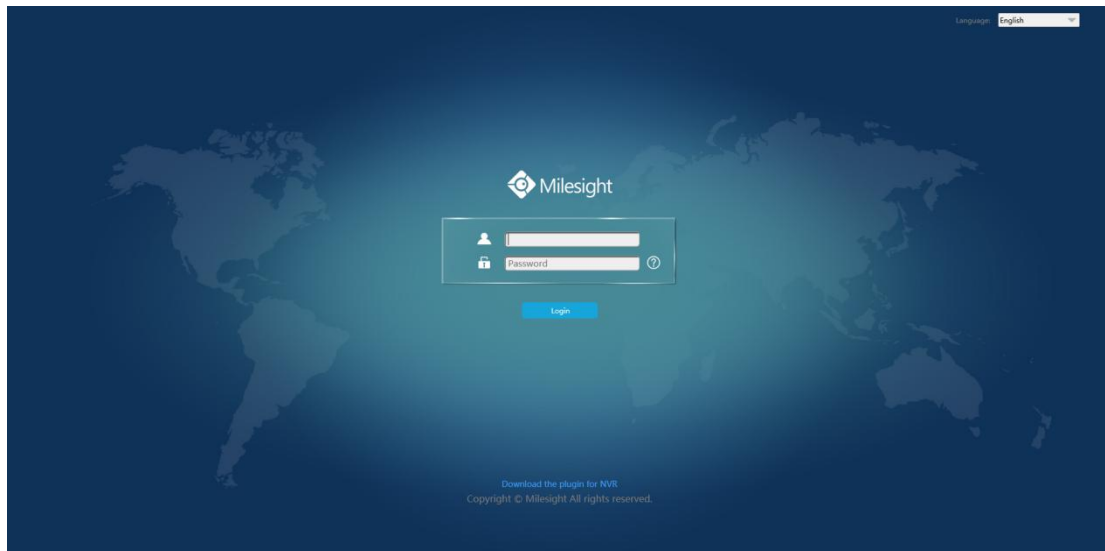 Language: English
Milesight
Password
Login
Download the plugin for NVR
Copyright © Milesight All rights reserved.